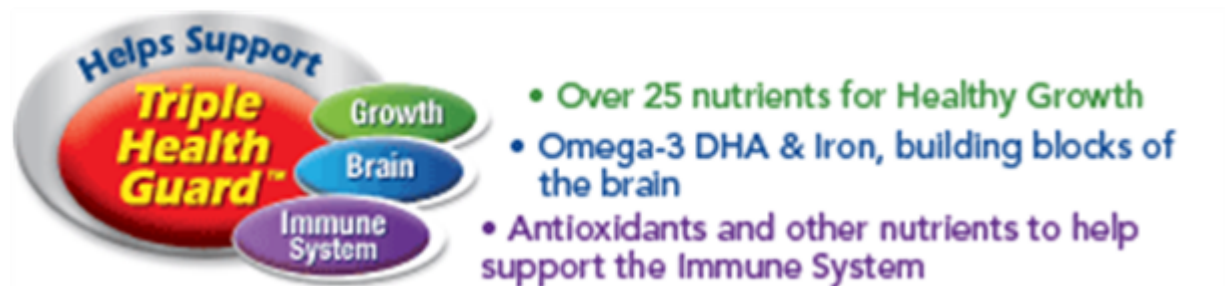 Helps Support
Triple
Health
Guard™
Growth
Brain
Immune
System
• Over 25 nutrients for Healthy Growth
• Omega-3 DHA & Iron, building blocks of
the brain
• Antioxidants and other nutrients to help
support the Immune System